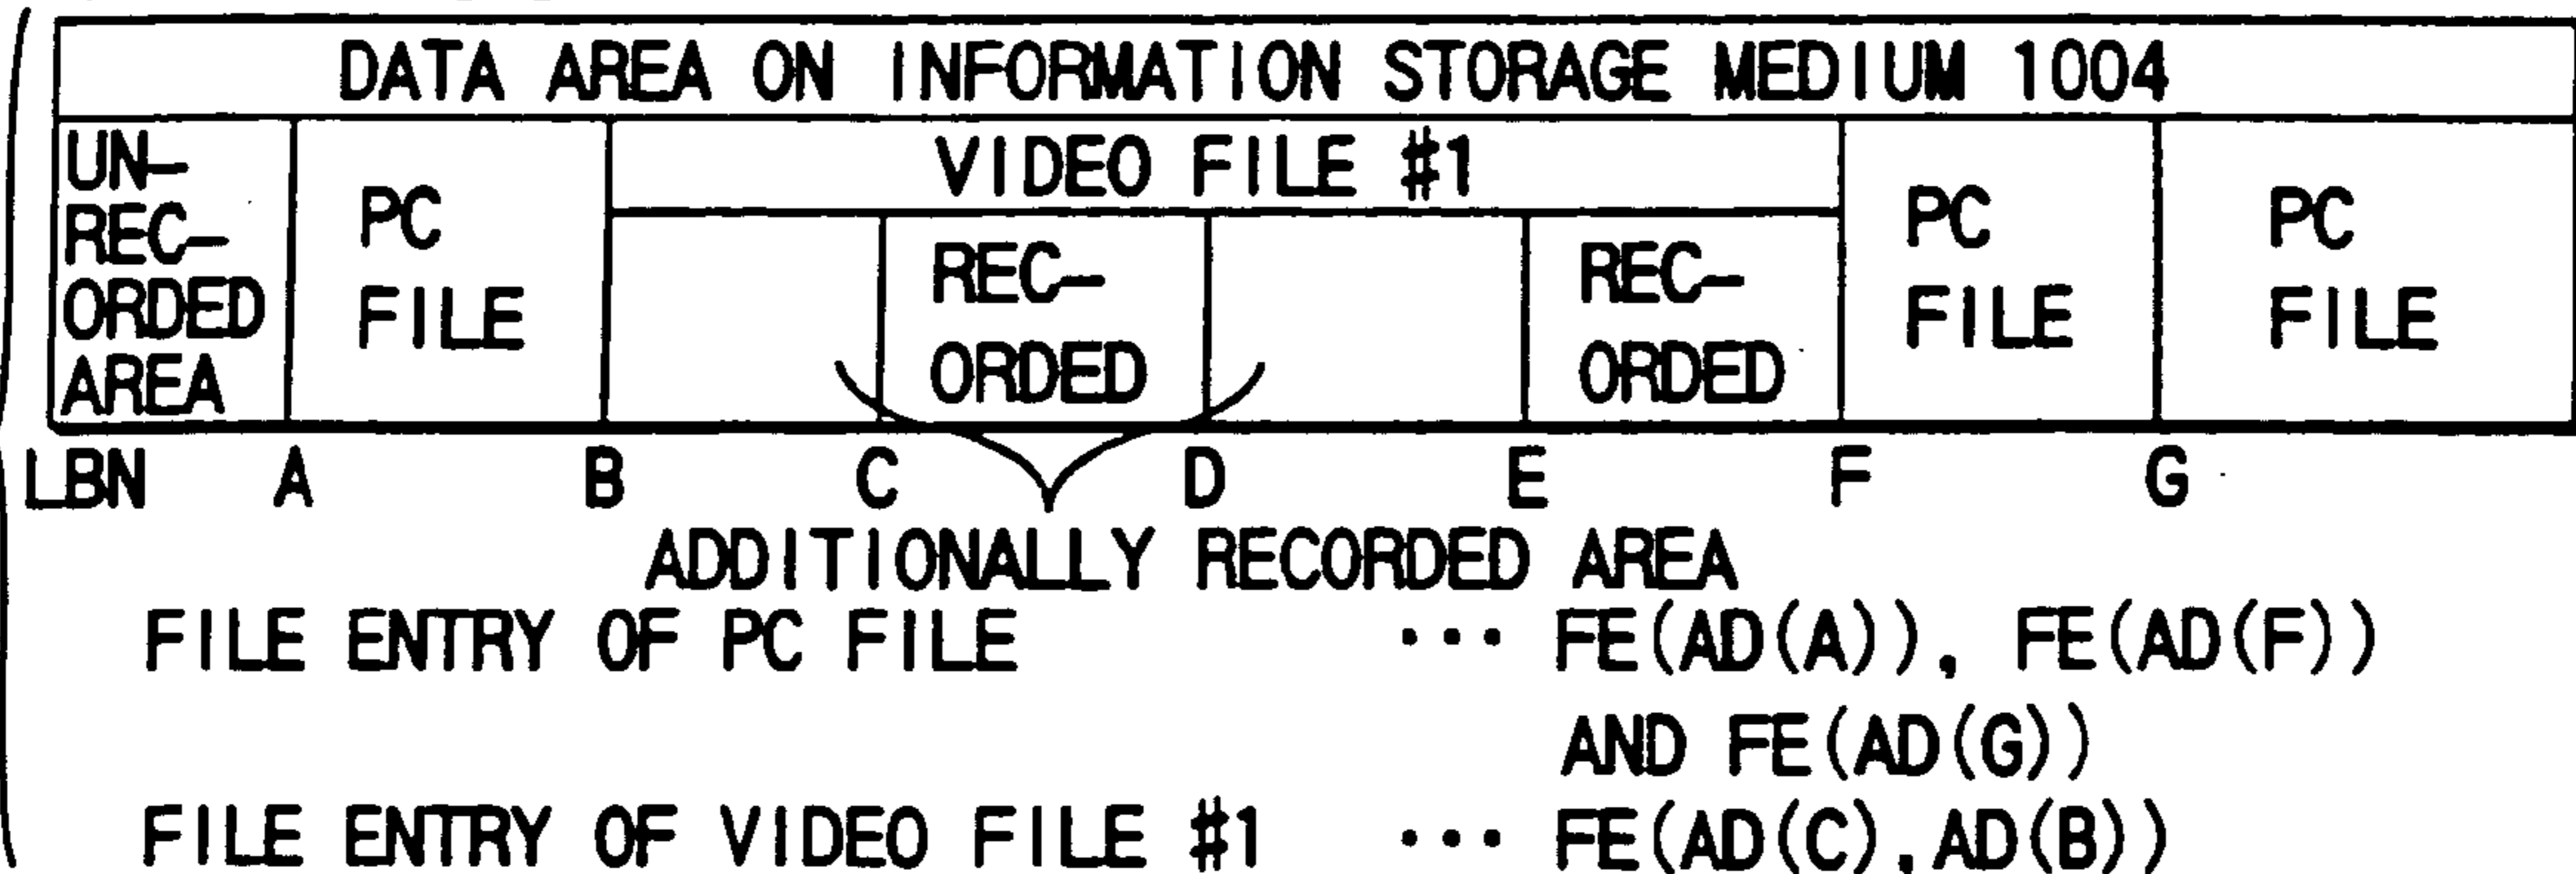 DATA AREA ON INFORMATION STORAGE MEDIUM 1004
UN-
REC-
ORDED
AREA
PC
FILE
VIDEO FILE #1
REC-
ORDED
REC-
ORDED
PC
FILE
PC
FILE
LBN A B C D E F G
ADDITIONALLY RECORDED AREA
FILE ENTRY OF PC FILE ··· FE(AD(A)), FE(AD(F))
AND FE(AD(G))
FILE ENTRY OF VIDEO FILE #1 ··· FE(AD(C),AD(B))